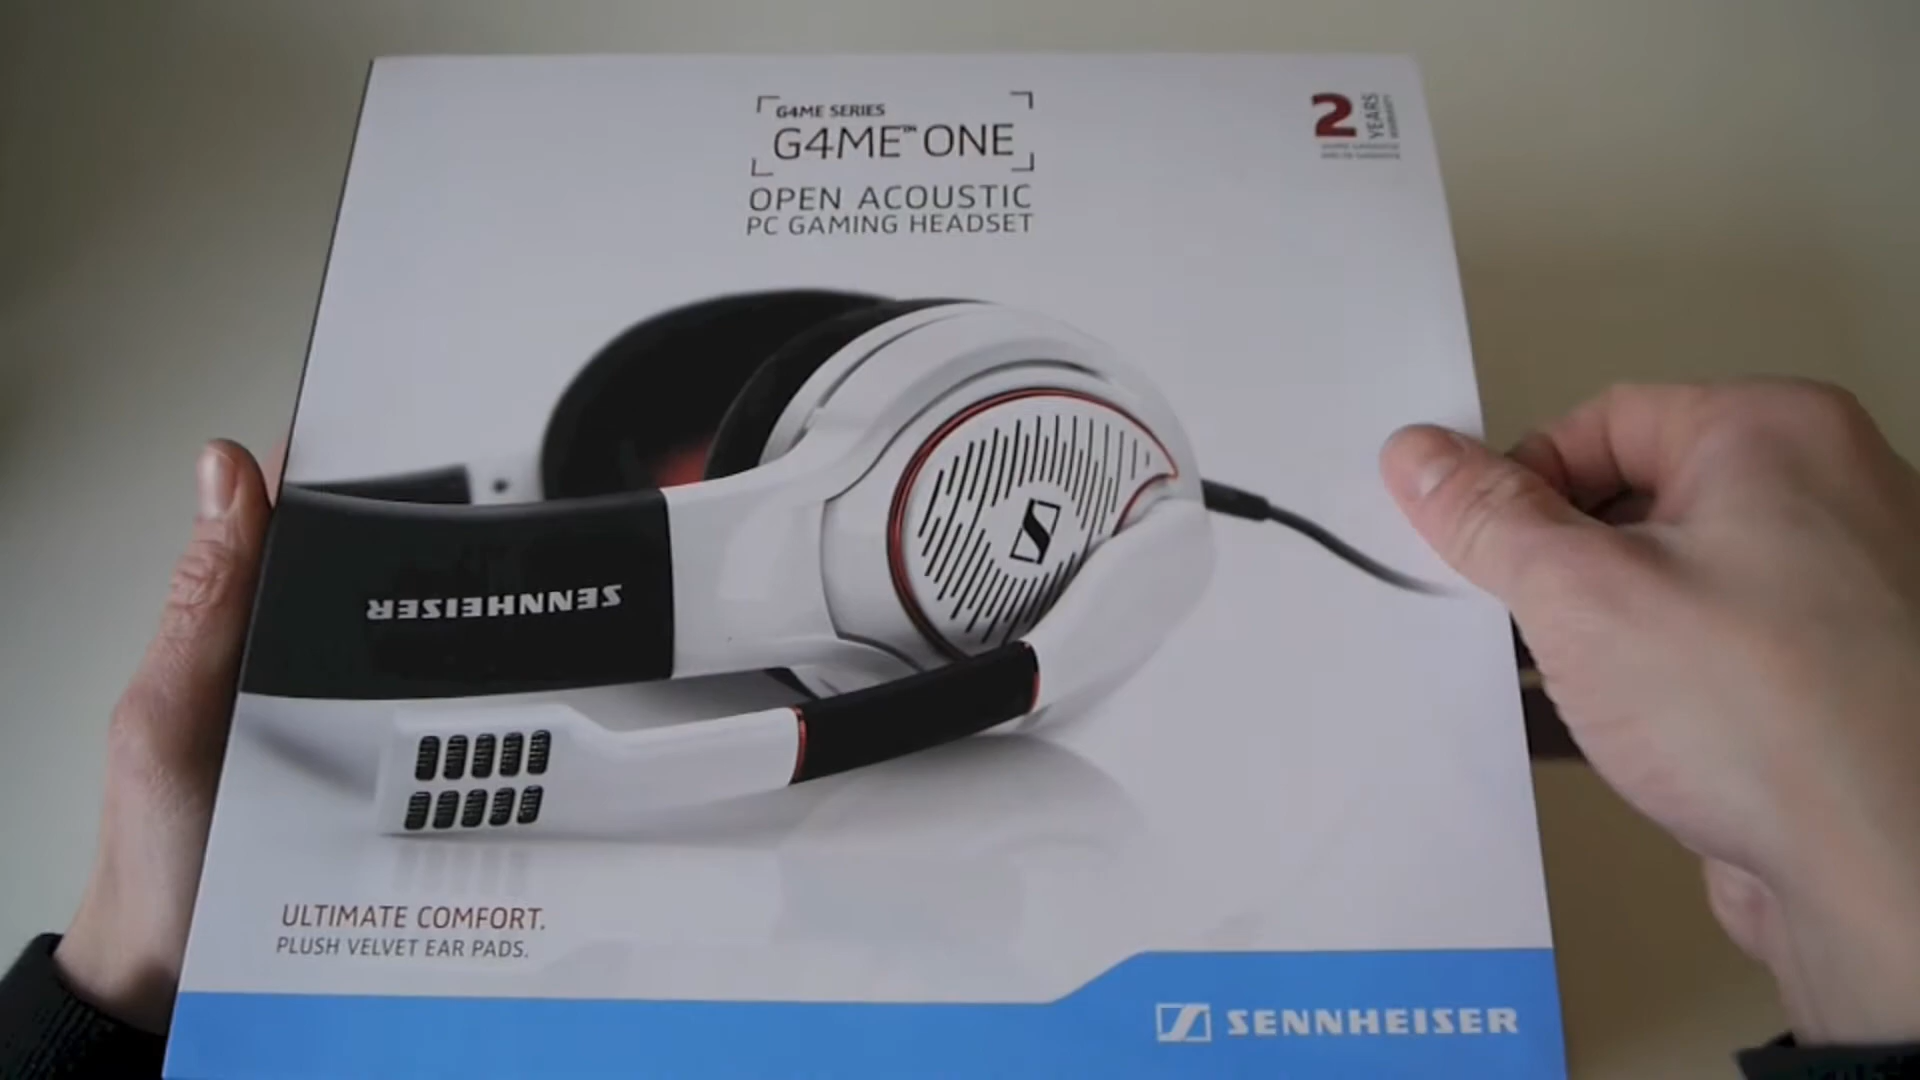 G4ME SERIES
G4ME™ ONE
OPEN ACOUSTIC
PC GAMING HEADSET
2 YEARS
WARRANTY
SENNHEISER
ULTIMATE COMFORT.
PLUSH VELVET EAR PADS.
SENNHEISER